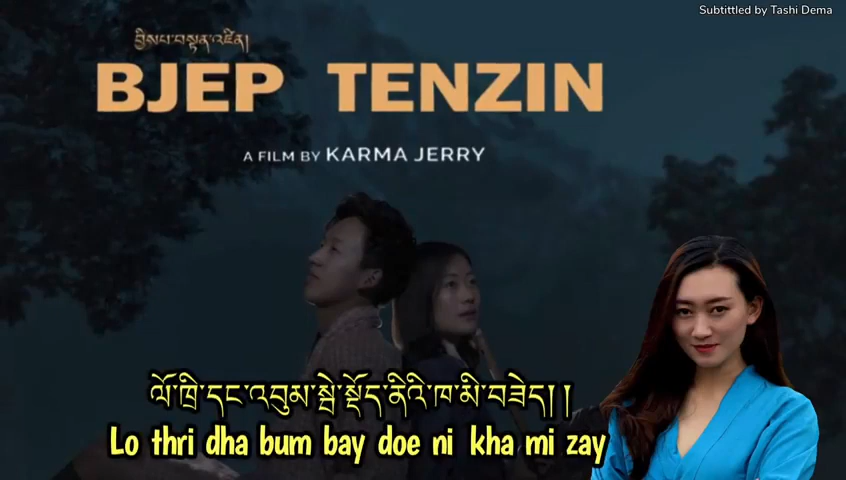 Subtittled by Tashi Dema
བྱིསཔ་བསྟན་འཛིན།
BJEP TENZIN
A FILM BY KARMA JERRY
ལོ་ཁྲི་དང་འབུམ་སྦེ་སྡོད་ནིའི་ཁ་མི་བཟེད། །
Lo thri dha bum bay doe ni kha mi zay